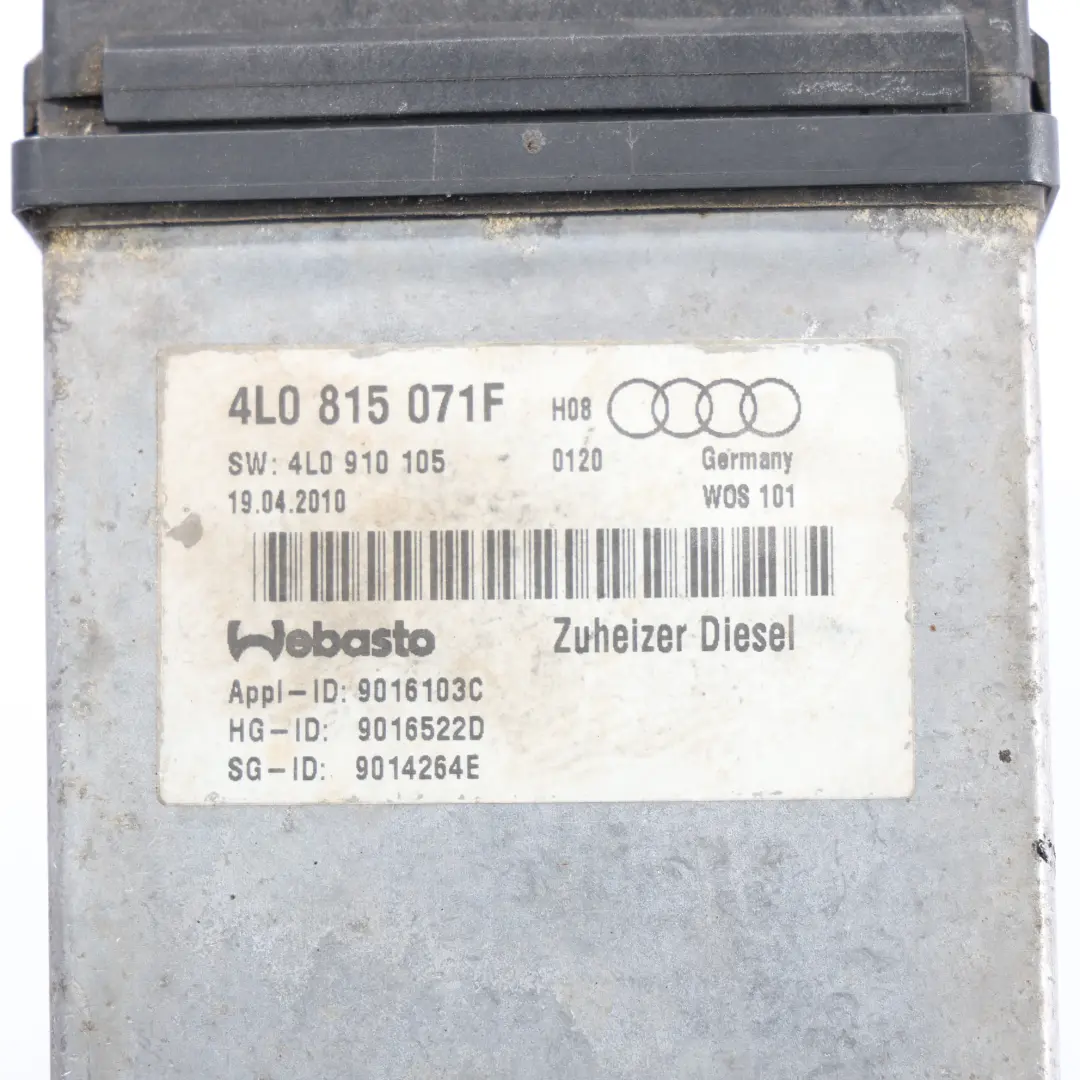 4L0 815 071F H08
SW: 4L0 910 105 0120 Germany
19.04.2010 WOS 101
Webasto Zuheizer Diesel
Appl-ID: 9016103C
HG-ID: 9016522D
SG-ID: 9014264E